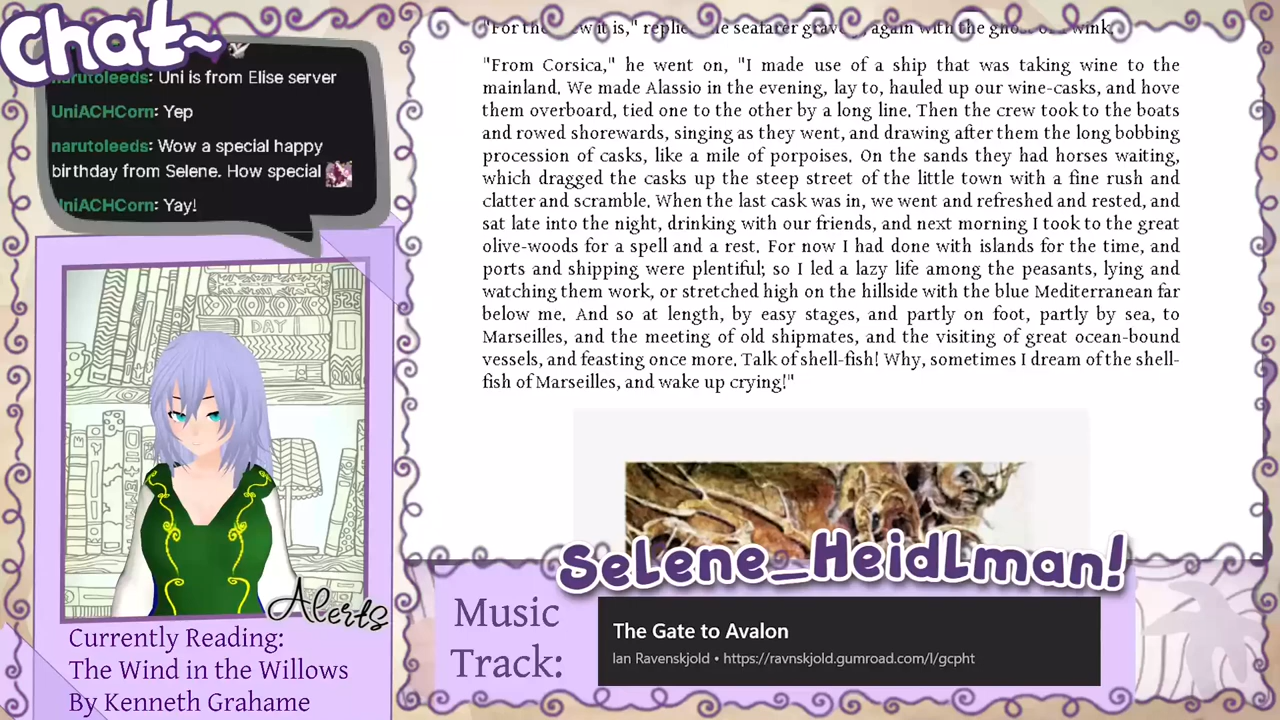 Chat~
narutoleeds: Uni is from Elise server
UniACHCorn: Yep
narutoleeds: Wow a special happy
birthday from Selene. How special
UniACHCorn: Yay!
DAY
Alerts
Currently Reading:
The Wind in the Willows
By Kenneth Grahame
"For the it is," replie the seafarer again with the ghost of wink.
"From Corsica," he went on, "I made use of a ship that was taking wine to the
mainland. We made Alassio in the evening, lay to, hauled up our wine-casks, and hove
them overboard, tied one to the other by a long line. Then the crew took to the boats
and rowed shorewards, singing as they went, and drawing after them the long bobbing
procession of casks, like a mile of porpoises. On the sands they had horses waiting,
which dragged the casks up the steep street of the little town with a fine rush and
clatter and scramble. When the last cask was in, we went and refreshed and rested, and
sat late into the night, drinking with our friends, and next morning I took to the great
olive-woods for a spell and a rest. For now I had done with islands for the time, and
ports and shipping were plentiful; so I led a lazy life among the peasants, lying and
watching them work, or stretched high on the hillside with the blue Mediterranean far
below me. And so at length, by easy stages, and partly on foot, partly by sea, to
Marseilles, and the meeting of old shipmates, and the visiting of great ocean-bound
vessels, and feasting once more. Talk of shell-fish! Why, sometimes I dream of the shell-
fish of Marseilles, and wake up crying!"
Selene_Heidlman!
Music
Track:
The Gate to Avalon
Ian Ravenskjold • https://ravnskjold.gumroad.com/l/gcpht